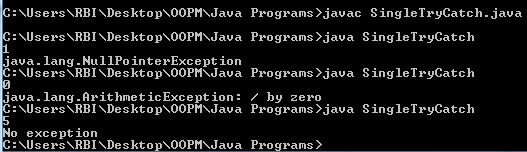 C:\Users\RBI\Desktop\OOPM\Java Programs>javac SingleTryCatch.java
C:\Users\RBI\Desktop\OOPM\Java Programs>java SingleTryCatch
1
java.lang.NullPointerException
C:\Users\RBI\Desktop\OOPM\Java Programs>java SingleTryCatch
0
java.lang.ArithmeticException: / by zero
C:\Users\RBI\Desktop\OOPM\Java Programs>java SingleTryCatch
5
No exception
C:\Users\RBI\Desktop\OOPM\Java Programs>